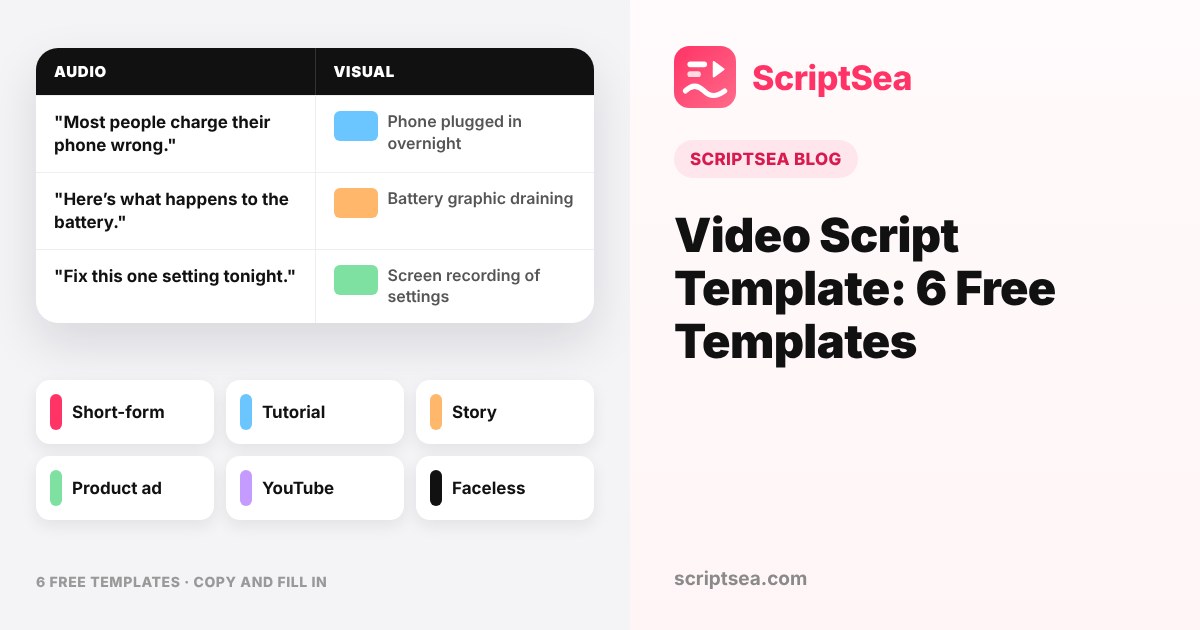 AUDIO
VISUAL
"Most people charge their
phone wrong."
Phone plugged in
overnight
"Here’s what happens to the
battery."
Battery graphic draining
"Fix this one setting tonight."
Screen recording of
settings
Short-form
Tutorial
Story
Product ad
YouTube
Faceless
6 FREE TEMPLATES · COPY AND FILL IN
ScriptSea
SCRIPTSEA BLOG
Video Script
Template: 6 Free
Templates
scriptsea.com